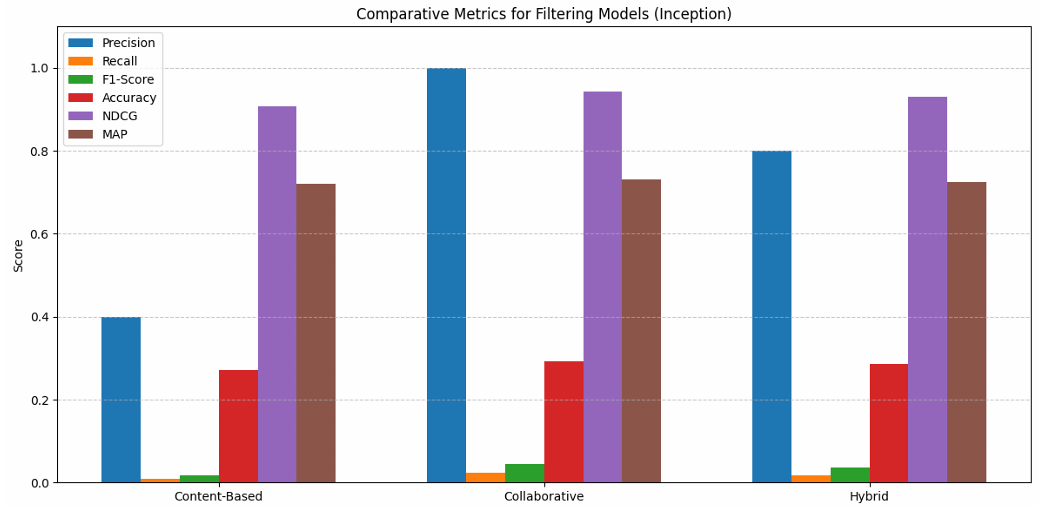 Comparative Metrics for Filtering Models (Inception)
Precision
Recall
F1-Score
Accuracy
NDCG
MAP
Score
1.0
0.8
0.6
0.4
0.2
0.0
Content-Based
Collaborative
Hybrid